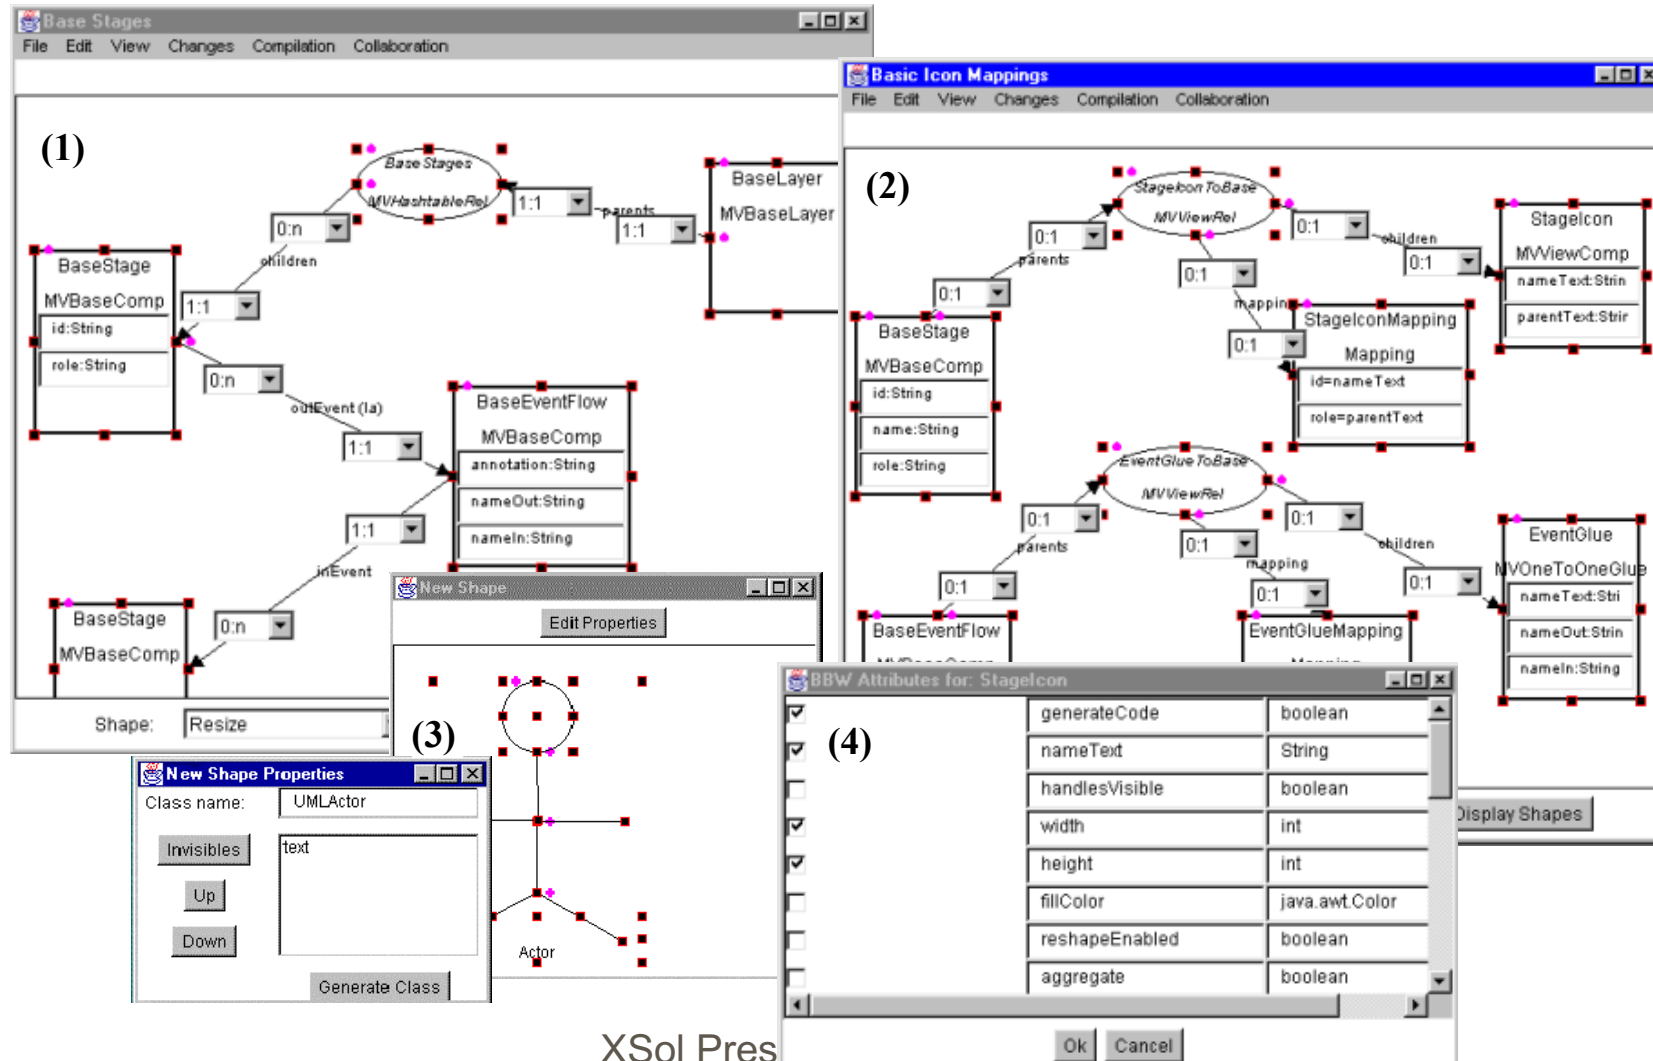 Base Stages
File Edit View Changes Compilation Collaboration
(1)
Base Stages
MVHashtableRel
1:1
parents
1:1
BaseLayer
MVBaseLayer
0:n
children
1:1
BaseStage
MVBaseComp
id:String
role:String
0:n
outEvent (la)
1:1
BaseEventFlow
MVBaseComp
annotation:String
nameOut:String
nameIn:String
1:1
inEvent
0:n
BaseStage
MVBaseComp
Shape: Resize
Basic Icon Mappings
File Edit View Changes Compilation Collaboration
(2)
StageIconToBase
MVViewRel
0:1
parents
0:1
0:1
children
0:1
StageIcon
MVViewComp
nameText:Strin
parentText:Strir
0:1
mapping
0:1
StageIconMapping
Mapping
id=nameText
role=parentText
BaseStage
MVBaseComp
id:String
name:String
role:String
EventGlueToBase
MVViewRel
0:1
parents
0:1
0:1
mapping
0:1
0:1
children
0:1
EventGlue
MVOneToOneGlue
nameText:Stri
nameOut:Strin
nameIn:String
BaseEventFlow
MVBaseComp
EventGlueMapping
Mapping
Display Shapes
New Shape
Edit Properties
(3)
Actor
New Shape Properties
Class name: UMLActor
Invisibles
text
Up
Down
Generate Class
BBW Attributes for: StageIcon
(4)
generateCode boolean
nameText String
handlesVisible boolean
width int
height int
fillColor java.awt.Color
reshapeEnabled boolean
aggregate boolean
Ok Cancel
XSol Pres